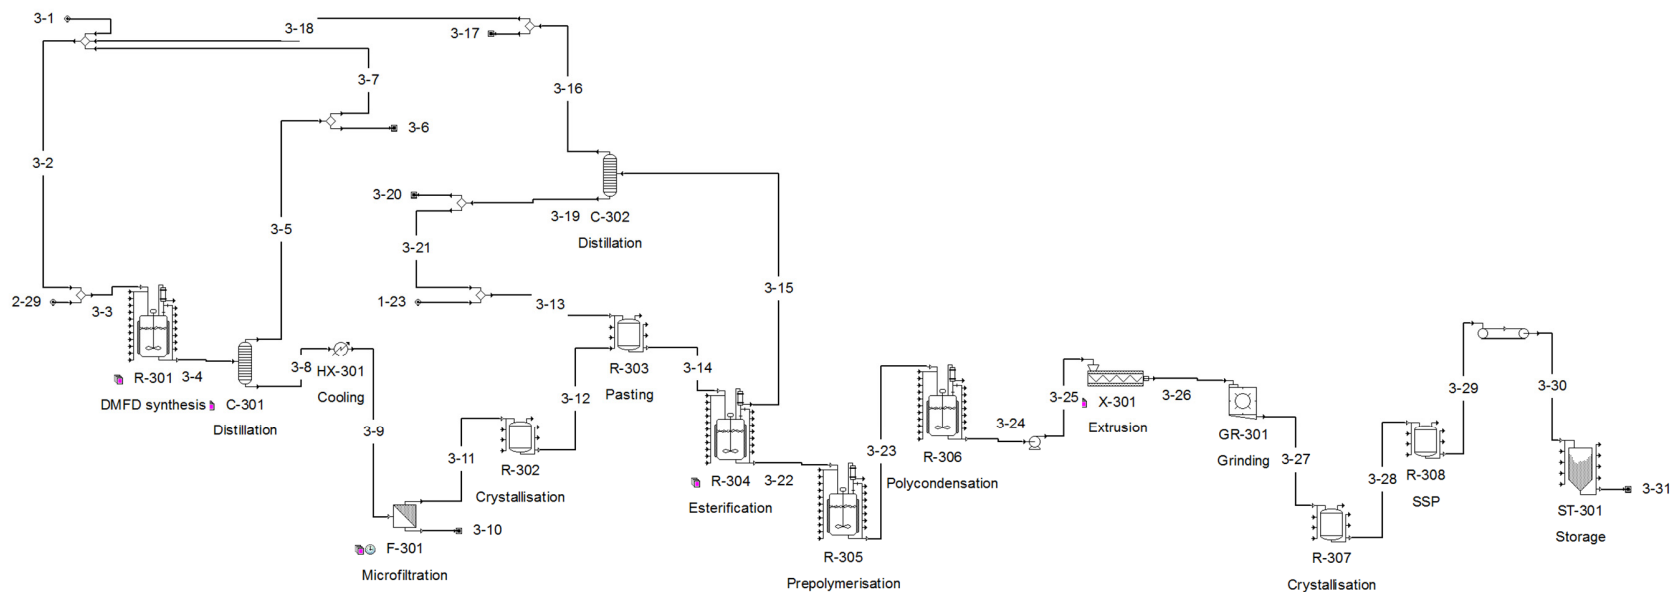 3-1
3-18
3-17
3-7
3-16
3-6
3-2
3-20
3-19
C-302
Distillation
3-5
3-21
3-15
2-29
3-3
1-23
3-13
R-301
3-4
DMFD synthesis
C-301
Distillation
3-8
HX-301
Cooling
R-303
Pasting
3-14
3-12
3-9
3-11
R-302
Crystallisation
3-10
F-301
Microfiltration
R-304
Esterification
3-22
R-305
Prepolymerisation
3-23
R-306
Polycondensation
3-24
3-25
X-301
Extrusion
3-26
GR-301
Grinding
3-27
R-307
Crystallisation
3-28
R-308
SSP
3-29
3-30
ST-301
Storage
3-31